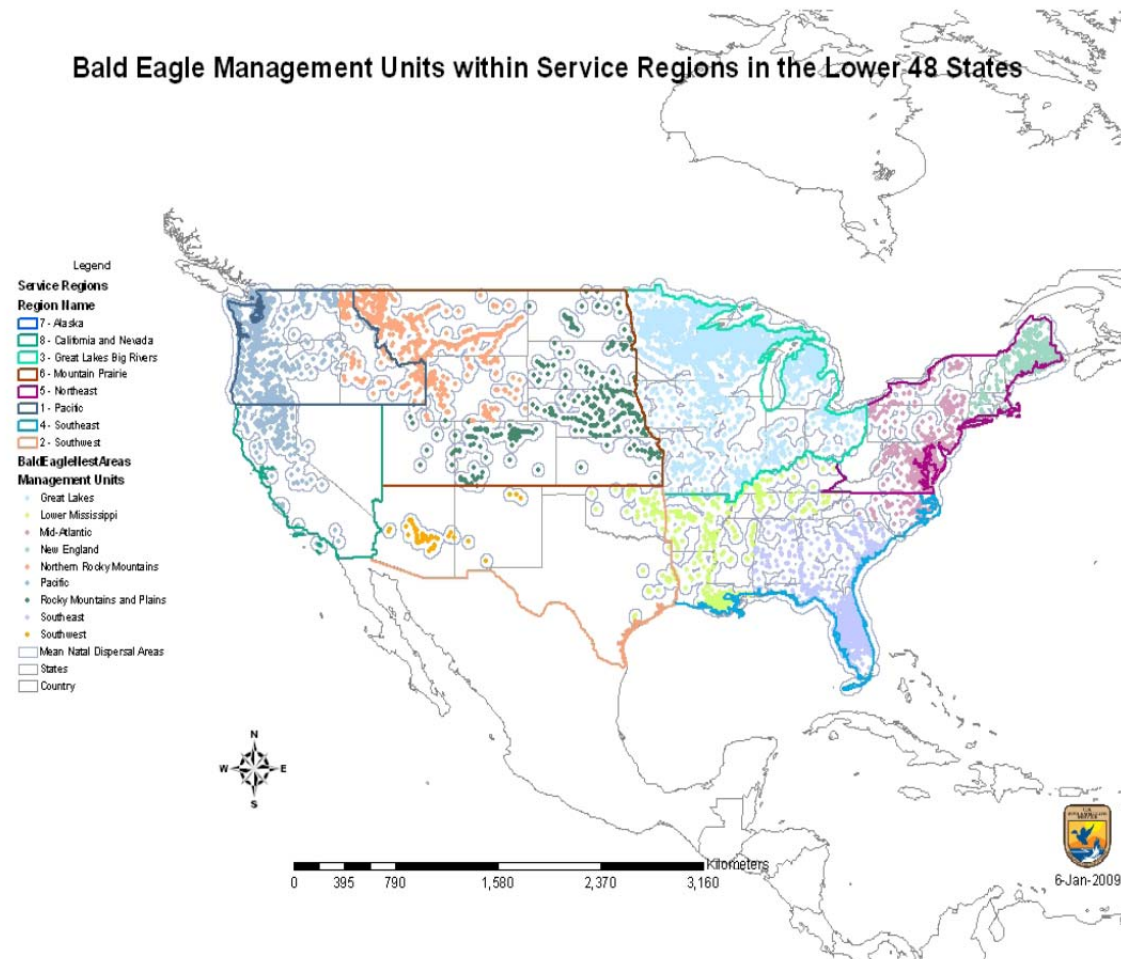 Bald Eagle Management Units within Service Regions in the Lower 48 States
Legend
Service Regions
Region Name
7 - Alaska
8 - California and Nevada
3 - Great Lakes Big Rivers
6 - Mountain Prairie
5 - Northeast
1 - Pacific
4 - Southeast
2 - Southwest
BaldEagleNestAreas
Management Units
Great Lakes
Lower Mississippi
Mid-Atlantic
New England
Northern Rocky Mountains
Pacific
Rocky Mountains and Plains
Southeast
Southwest
Mean Natal Dispersal Areas
States
Country
N
W E
S
Kilometers
0 395 790 1,580 2,370 3,160
6-Jan-2009